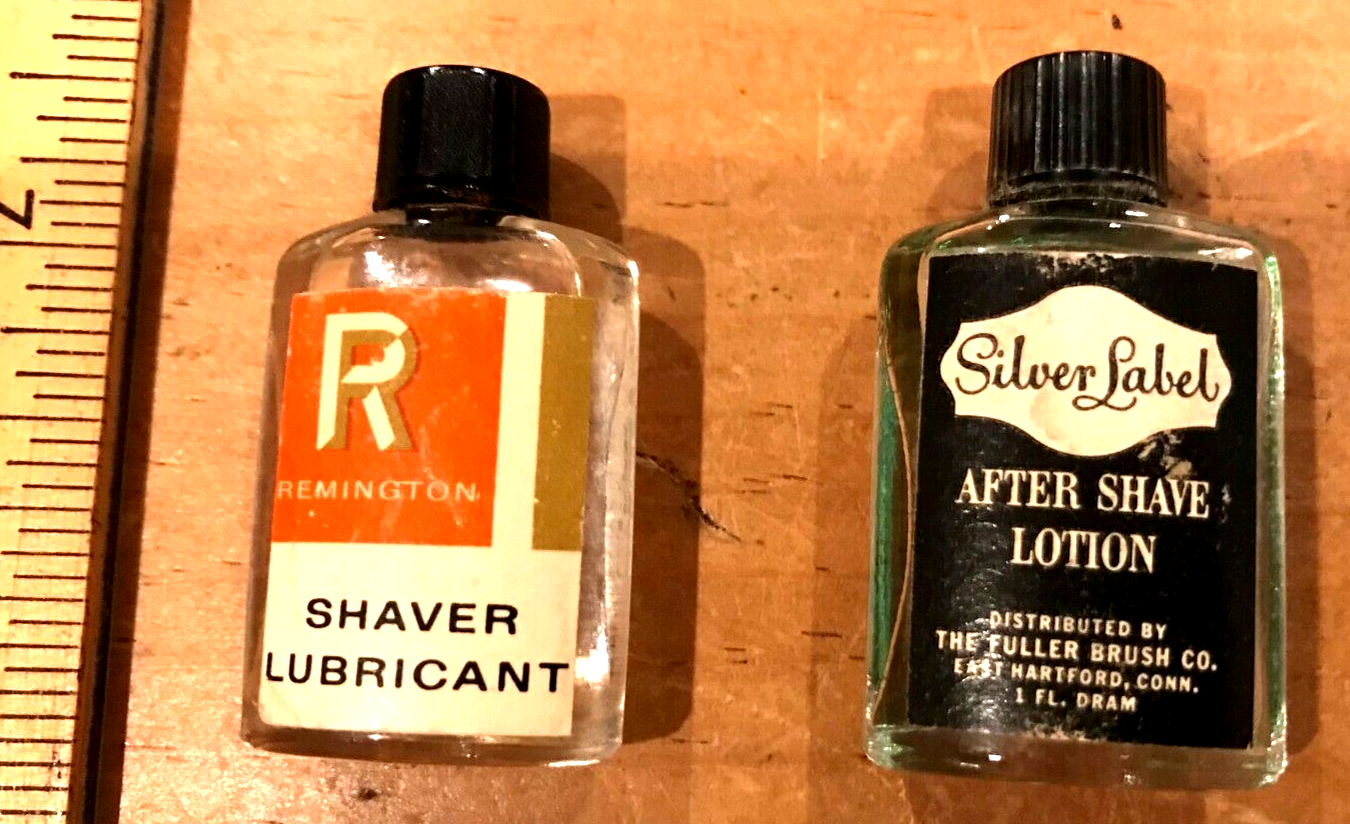 2
R
REMINGTON
SHAVER
LUBRICANT
Silver Label
AFTER SHAVE
LOTION
DISTRIBUTED BY
THE FULLER BRUSH CO.
EAST HARTFORD, CONN.
1 FL. DRAM